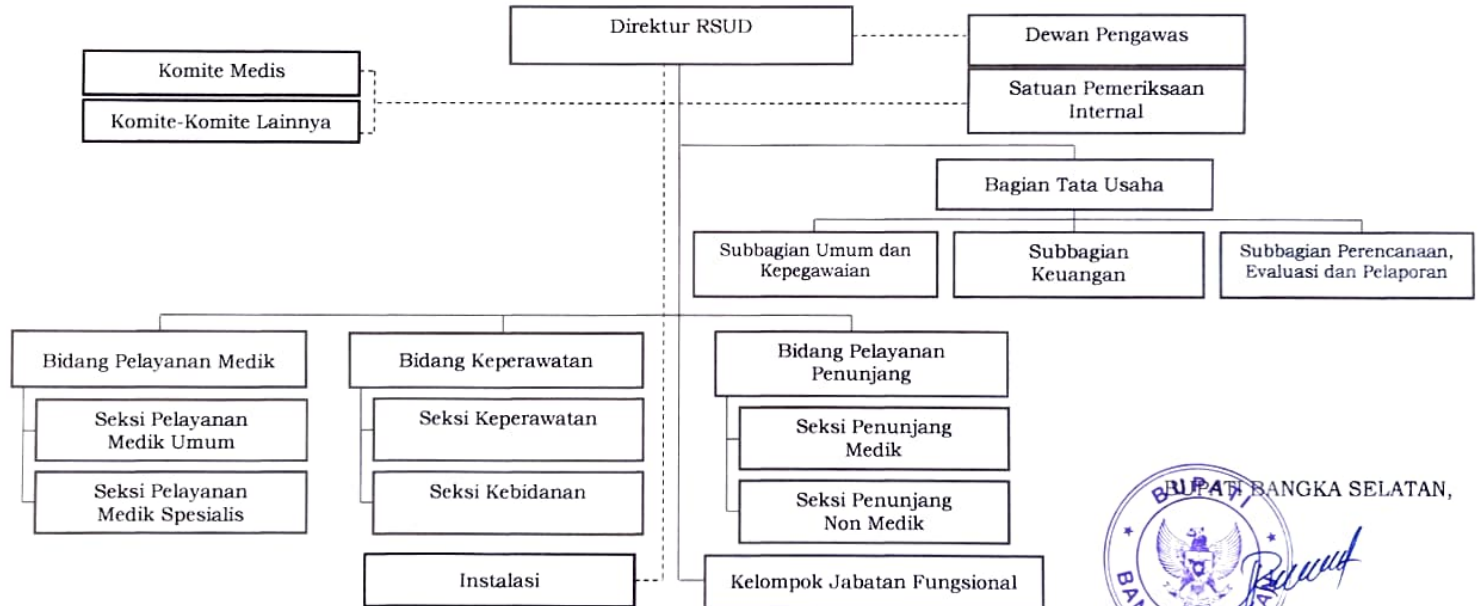 Direktur RSUD
Dewan Pengawas
Komite Medis
Satuan Pemeriksaan
Internal
Komite-Komite Lainnya
Bagian Tata Usaha
Subbagian Umum dan
Kepegawaian
Subbagian
Keuangan
Subbagian Perencanaan,
Evaluasi dan Pelaporan
Bidang Pelayanan Medik
Bidang Keperawatan
Bidang Pelayanan
Penunjang
Seksi Pelayanan
Medik Umum
Seksi Keperawatan
Seksi Penunjang
Medik
Seksi Pelayanan
Medik Spesialis
Seksi Kebidanan
Seksi Penunjang
Non Medik
Instalasi
Kelompok Jabatan Fungsional
BUPATI BANGKA SELATAN,
BUPATI